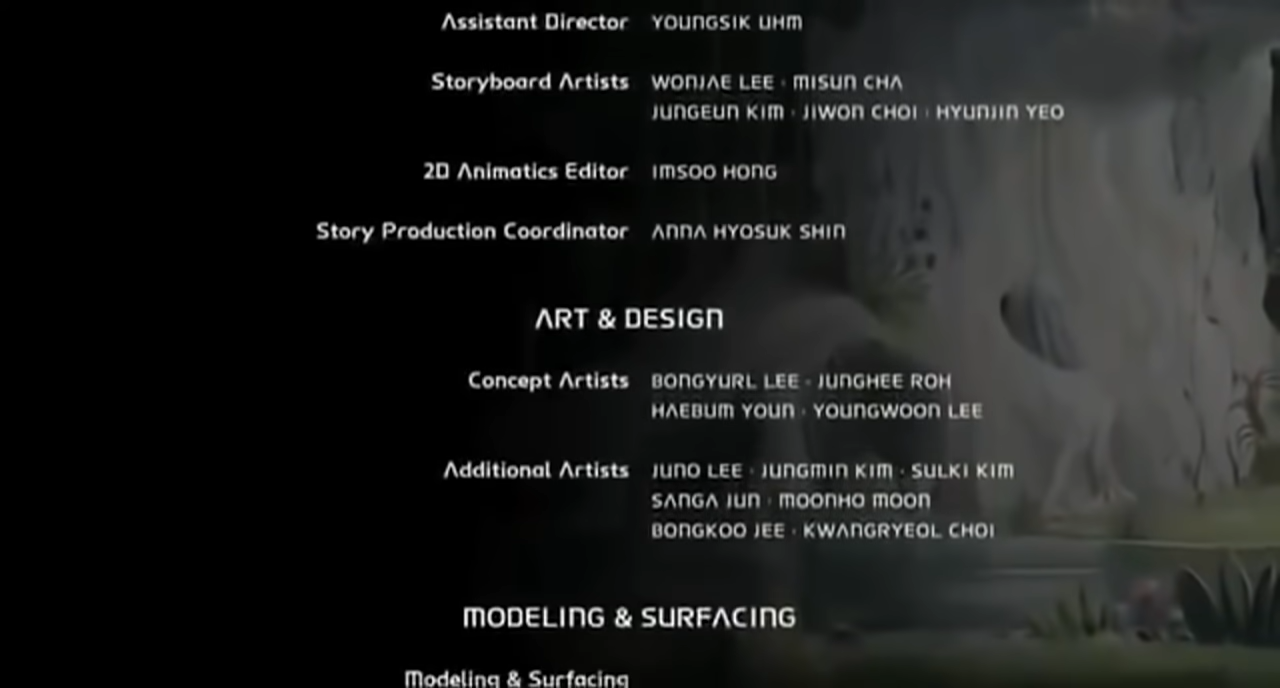 Assistant Director YOUNGSIK UHM
Storyboard Artists WONJAE LEE · MISUN CHA
JUNGEUN KIM · JIWON CHOI · HYUNJIN YEO
2D Animatics Editor IMSOO HONG
Story Production Coordinator ANNA HYOSUK SHIN
ART & DESIGN
Concept Artists BONGYURL LEE · JUNGHEE ROH
HAEBUM YOUN · YOUNGWOON LEE
Additional Artists JUNO LEE · JUNGMIN KIM · SULKI KIM
SANGA JUN · MOONHO MOON
BONGKOO JEE · KWANGRYEOL CHOI
MODELING & SURFACING
Modeling & Surfacing